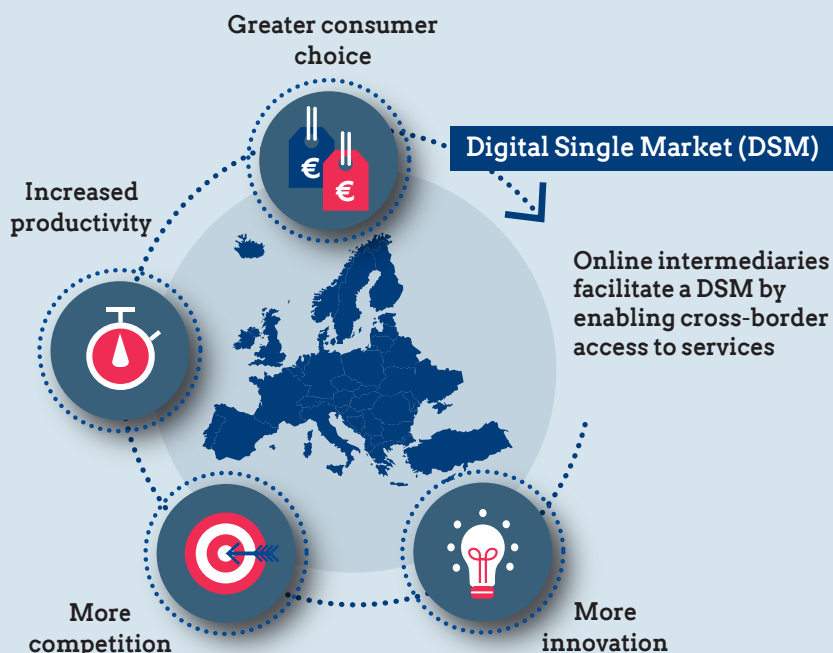 Greater consumer
choice
€
€
Digital Single Market (DSM)
Increased
productivity
Online intermediaries
facilitate a DSM by
enabling cross-border
access to services
More
competition
More
innovation